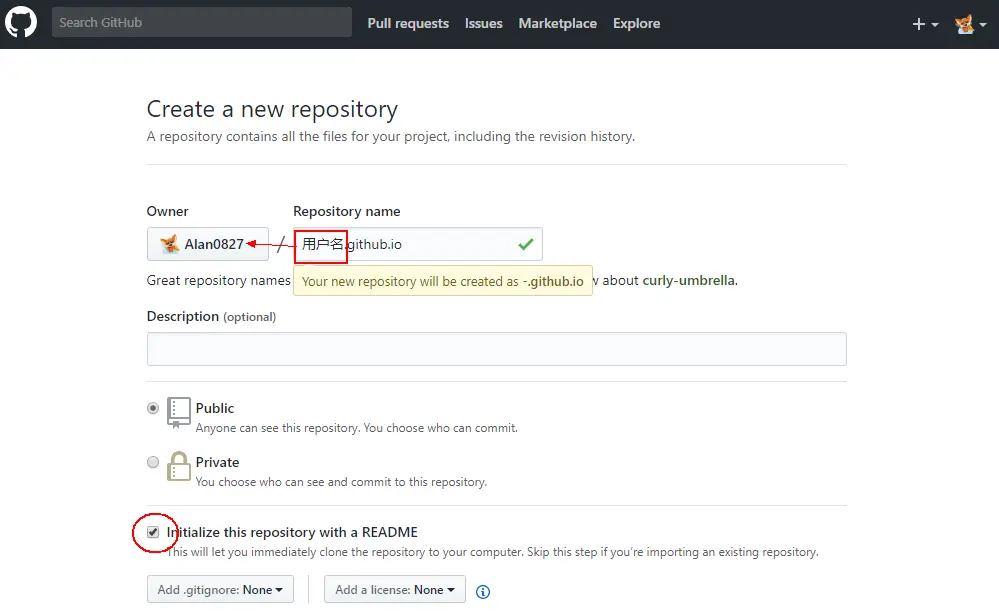 Search GitHub Pull requests Issues Marketplace Explore
Create a new repository
A repository contains all the files for your project, including the revision history.
Owner Repository name
Alan0827 / 用户名.github.io
Great repository names Your new repository will be created as -.github.io w about curly-umbrella.
Description (optional)
Public
Anyone can see this repository. You choose who can commit.
Private
You choose who can see and commit to this repository.
Initialize this repository with a README
This will let you immediately clone the repository to your computer. Skip this step if you're importing an existing repository.
Add .gitignore: None Add a license: None